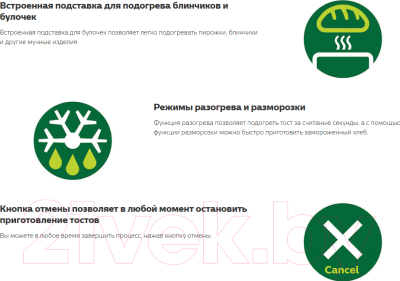 Встроенная подставка для подогрева блинчиков и
булочек
Встроенная подставка для булочек позволяет легко подогревать пирожки, блинчики
и другие мучные изделия.
Режимы разогрева и разморозки
Функция разогрева позволяет подогреть тост за считаные секунды, а с помощью
функции разморозки можно быстро приготовить замороженный хлеб.
Кнопка отмены позволяет в любой момент остановить
приготовление тостов
Вы можете в любое время завершить процесс, нажав кнопку отмены.
Cancel
21vek.by